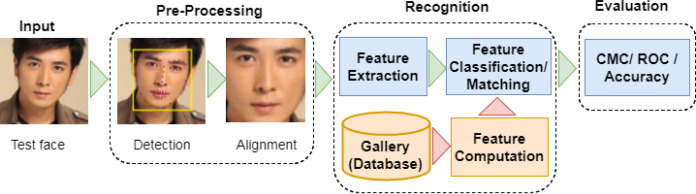 Input
Pre-Processing
Recognition
Evaluation
Test face
Detection
Alignment
Feature
Extraction
Feature
Classification/
Matching
Gallery
(Database)
Feature
Computation
CMC/ ROC /
Accuracy